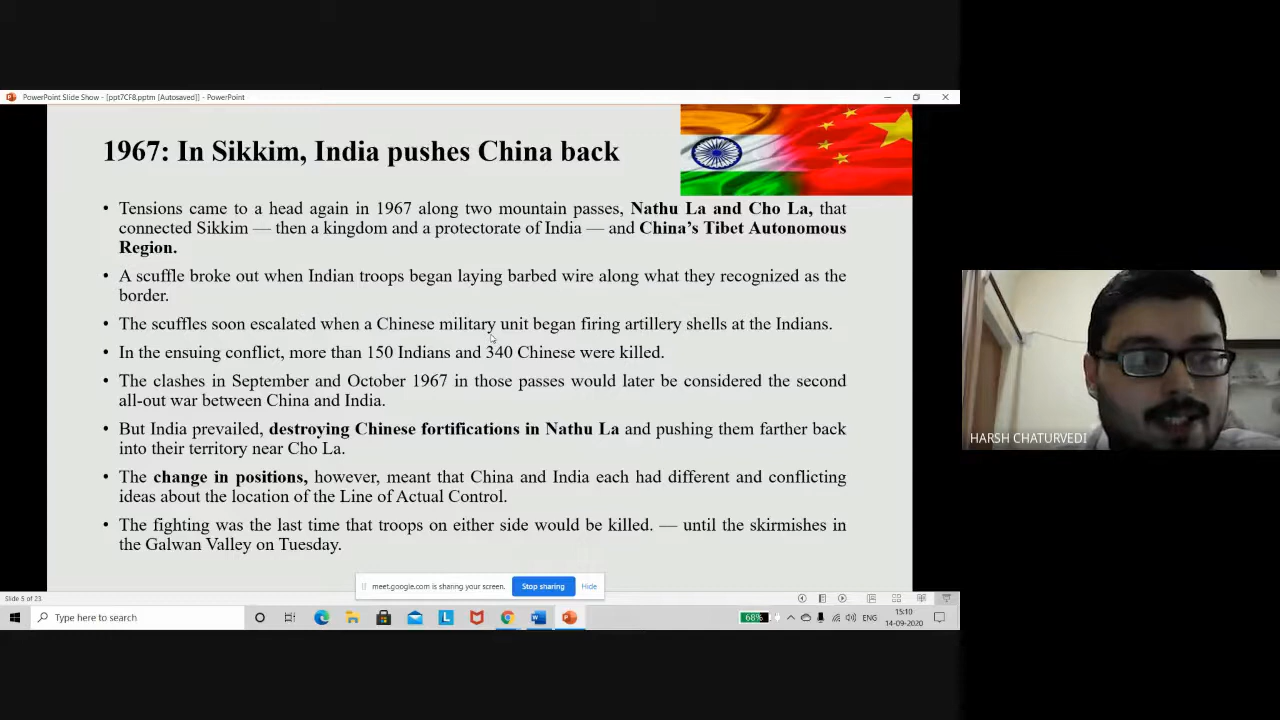 PowerPoint Slide Show - [ppt7CF8.pptm [Autosaved]] - PowerPoint
1967: In Sikkim, India pushes China back
• Tensions came to a head again in 1967 along two mountain passes, Nathu La and Cho La, that
connected Sikkim — then a kingdom and a protectorate of India — and China's Tibet Autonomous
Region.
• A scuffle broke out when Indian troops began laying barbed wire along what they recognized as the
border.
• The scuffles soon escalated when a Chinese military unit began firing artillery shells at the Indians.
• In the ensuing conflict, more than 150 Indians and 340 Chinese were killed.
• The clashes in September and October 1967 in those passes would later be considered the second
all-out war between China and India.
• But India prevailed, destroying Chinese fortifications in Nathu La and pushing them farther back
into their territory near Cho La.
• The change in positions, however, meant that China and India each had different and conflicting
ideas about the location of the Line of Actual Control.
• The fighting was the last time that troops on either side would be killed. — until the skirmishes in
the Galwan Valley on Tuesday.
HARSH CHATURVEDI
meet.google.com is sharing your screen. Stop sharing Hide
Slide 5 of 23
Type here to search
68%
ENG
15:10
14-09-2020